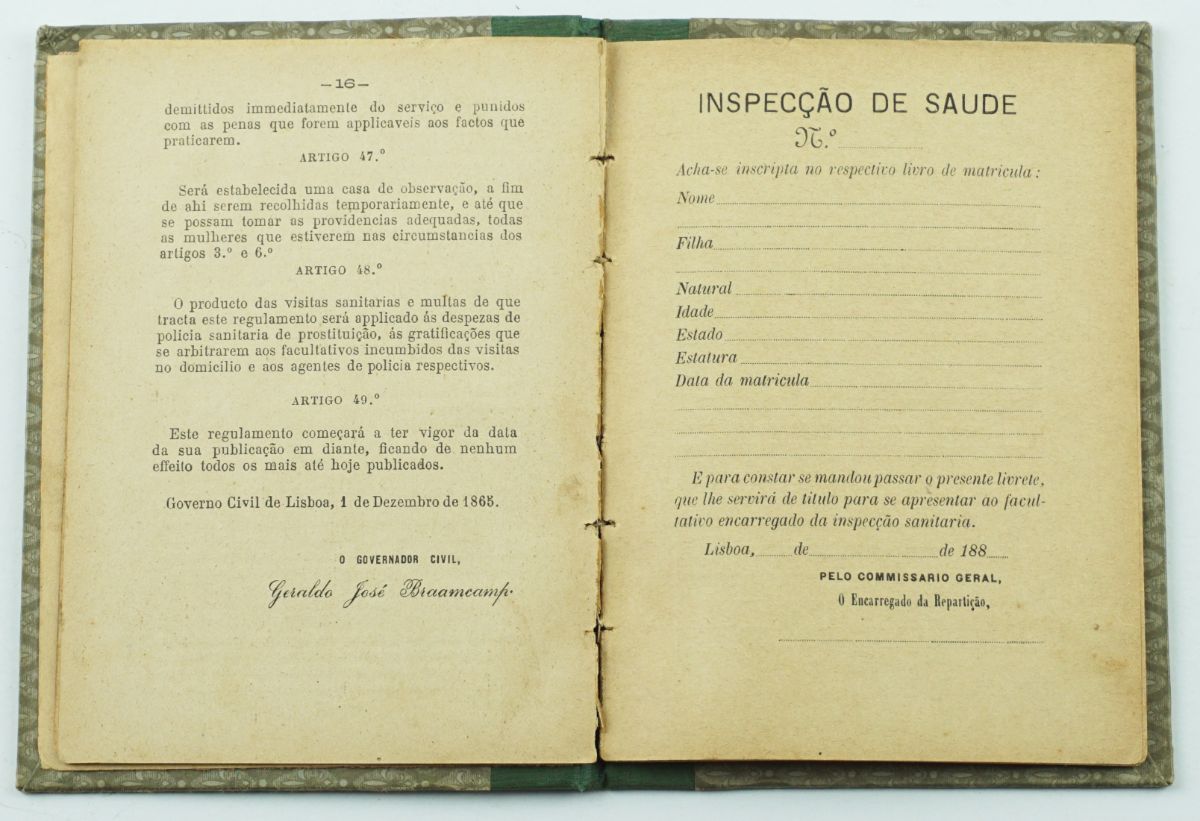 —16—
demittidos immediatamente do serviço e punidos
com as penas que forem applicaveis aos factos que
praticarem.
ARTIGO 47.º
Será estabelecida uma casa de observação, a fim
de ahi serem recolhidas temporariamente, e até que
se possam tomar as providencias adequadas, todas
as mulheres que estiverem nas circumstancias dos
artigos 3.º e 6.º
ARTIGO 48.º
O producto das visitas sanitarias e multas de que
tracta este regulamento será applicado ás despezas de
policia sanitaria de prostituição, ás gratificações que
se arbitrarem aos facultativos incumbidos das visitas
no domicilio e aos agentes de policia respectivos.
ARTIGO 49.º
Este regulamento começará a ter vigor da data
da sua publicação em diante, ficando de nenhum
effeito todos os mais até hoje publicados.
Governo Civil de Lisboa, 1 de Dezembro de 1865.
O GOVERNADOR CIVIL,
Geraldo José Braamcamp.
INSPECÇÃO DE SAUDE
N.º
Acha-se inscripta no respectivo livro de matricula:
Nome
Filha
Natural
Idade
Estado
Estatura
Data da matricula
E para constar se mandou passar o presente livrete,
que lhe servirá de titulo para se apresentar ao facul-
tativo encarregado da inspecção sanitaria.
Lisboa, de de 188
PELO COMMISSARIO GERAL,
O Encarregado da Repartição,